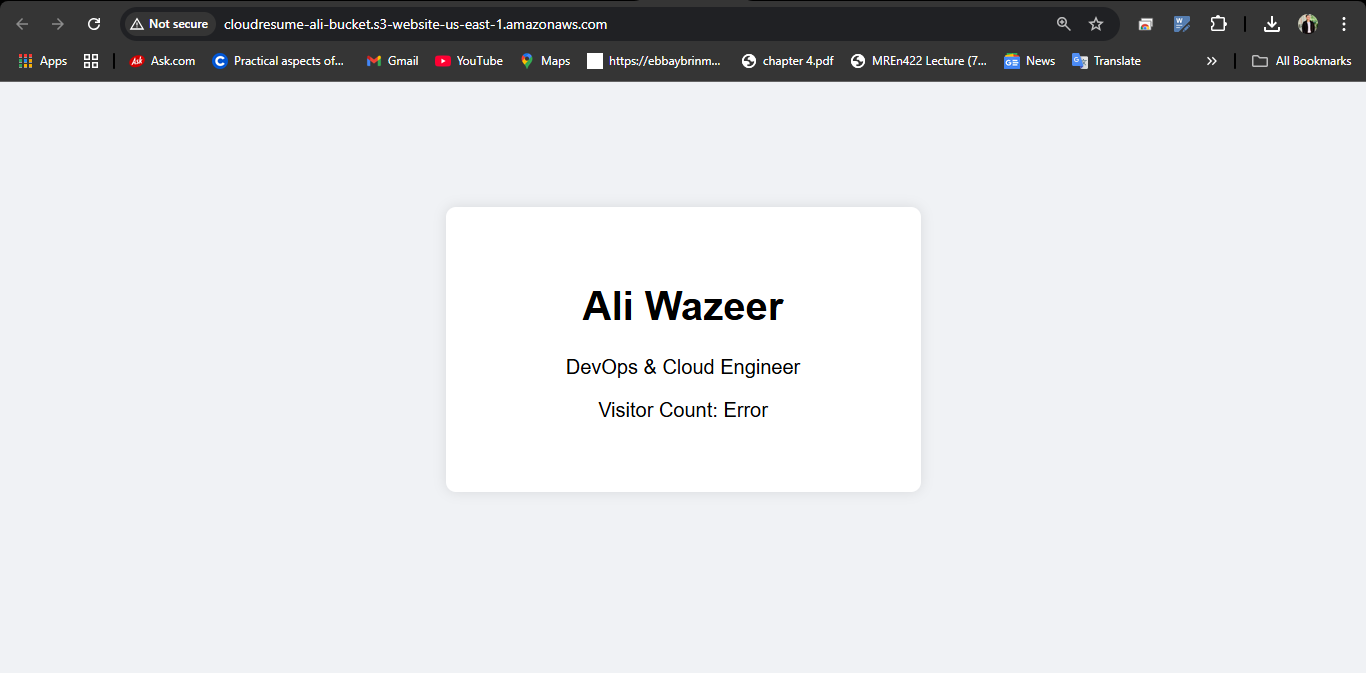 Not secure cloudresume-ali-bucket.s3-website-us-east-1.amazonaws.com
Apps Ask Ask.com C Practical aspects of... Gmail YouTube Maps https://ebbaybrinm... chapter 4.pdf MREn422 Lecture (7... GE News Translate » All Bookmarks
Ali Wazeer
DevOps & Cloud Engineer
Visitor Count: Error